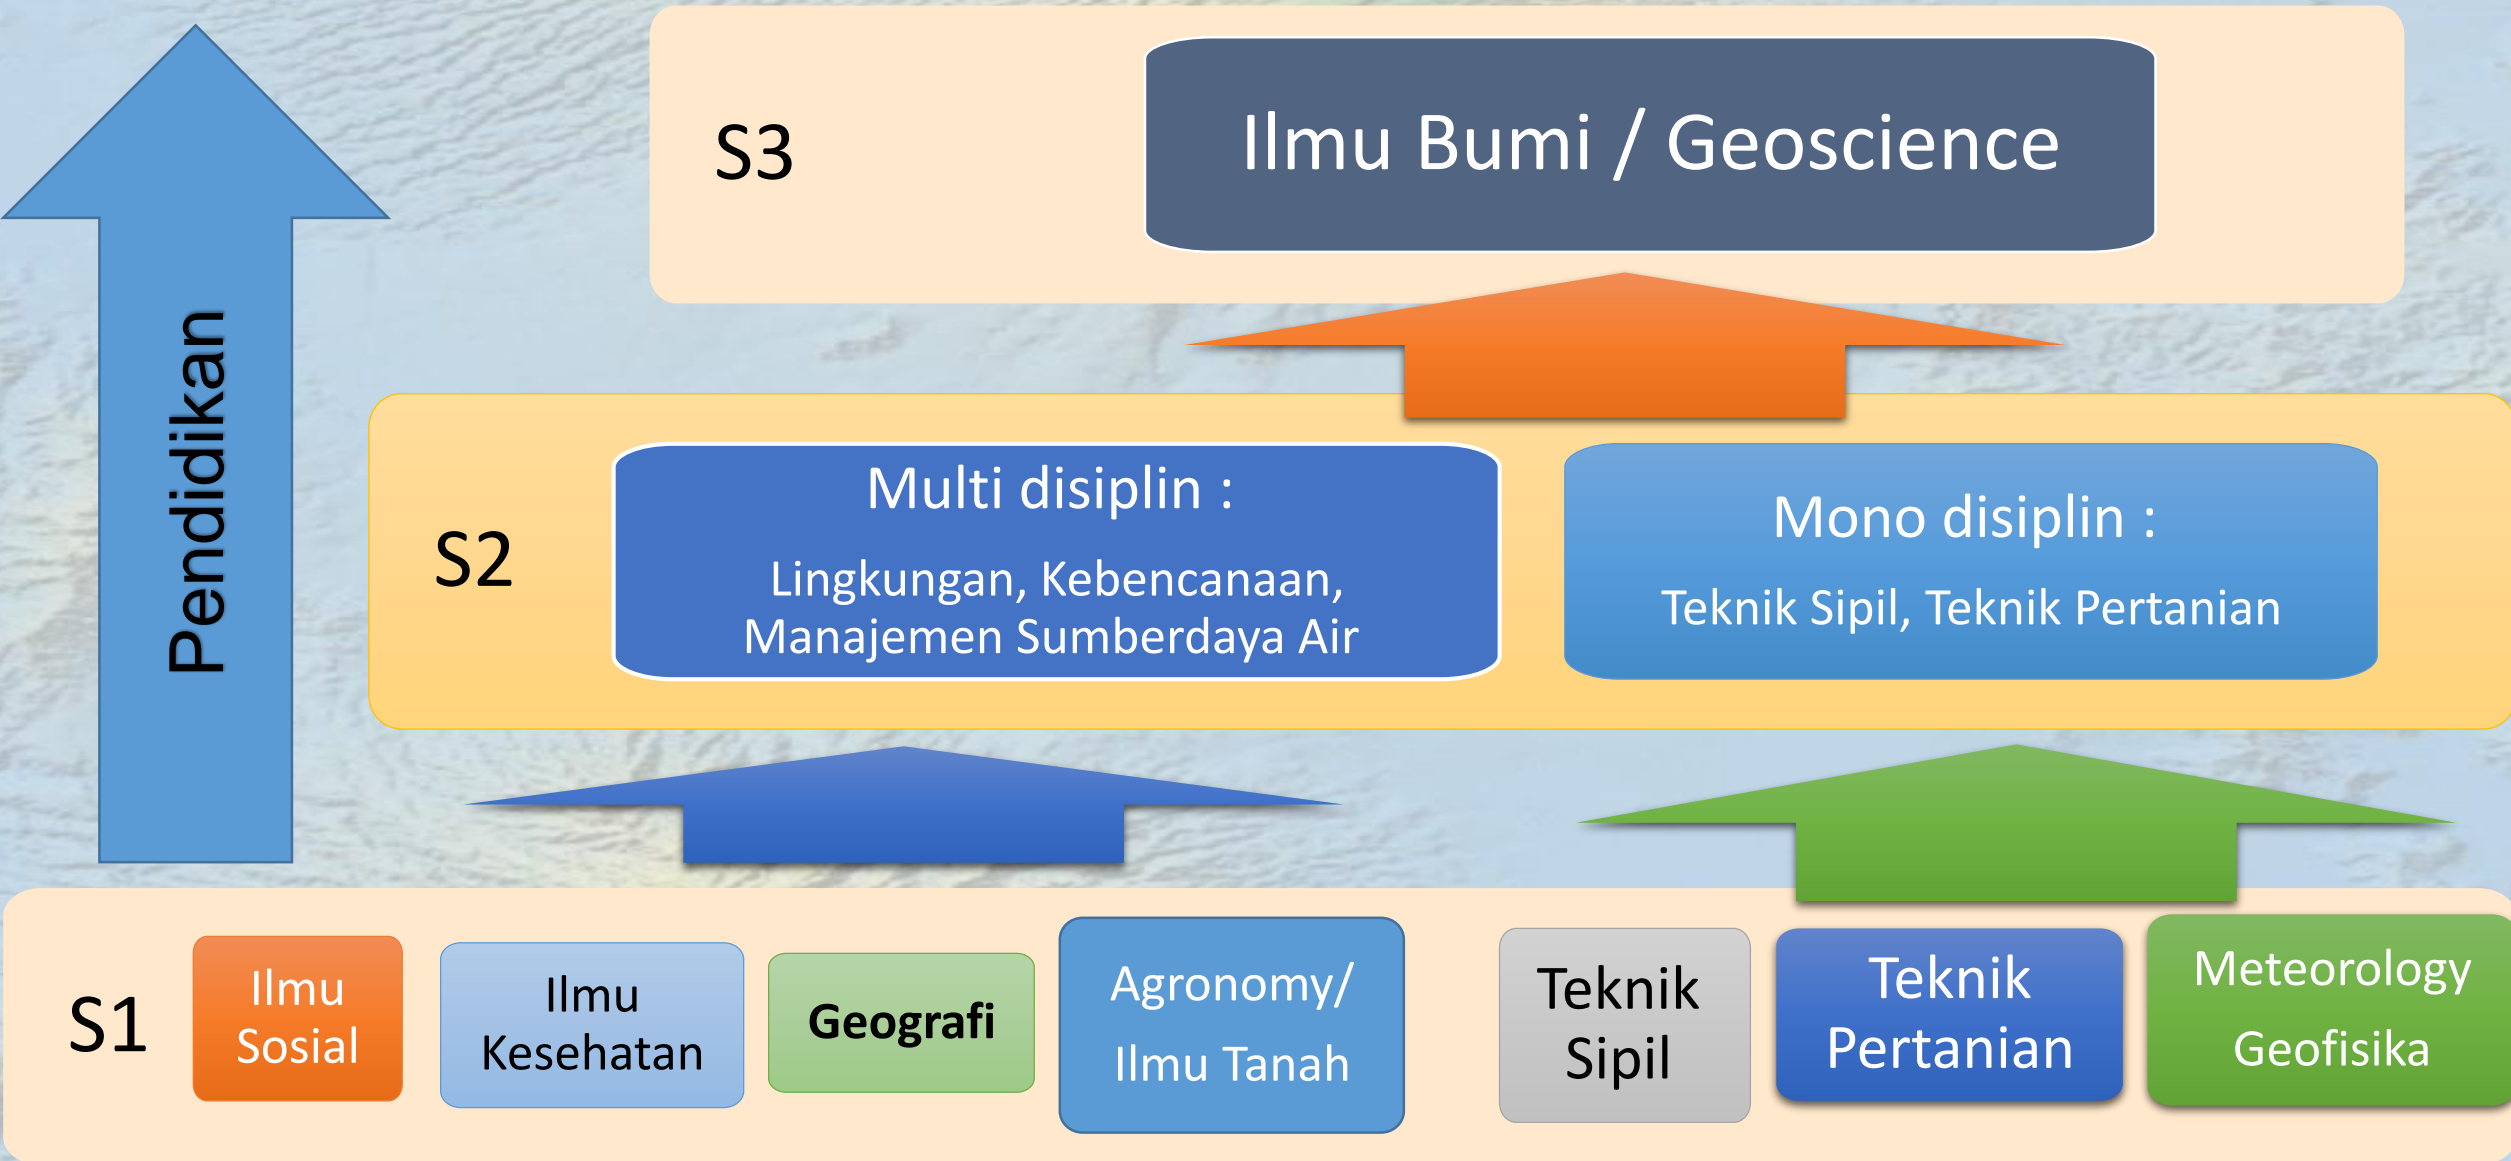 Pendidikan
S3
Ilmu Bumi / Geoscience
S2
Multi disiplin :
Lingkungan, Kebencanaan,
Manajemen Sumberdaya Air
Mono disiplin :
Teknik Sipil, Teknik Pertanian
S1
Ilmu
Sosial
Ilmu
Kesehatan
Geografi
Agronomy/
Ilmu Tanah
Teknik
Sipil
Teknik
Pertanian
Meteorology
Geofisika